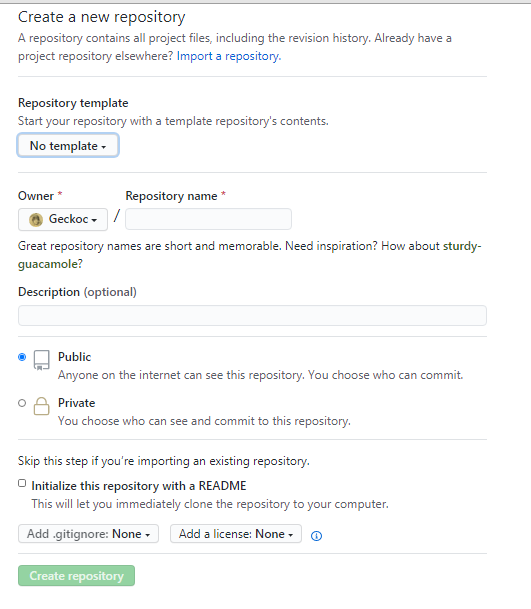 Create a new repository
A repository contains all project files, including the revision history. Already have a
project repository elsewhere? Import a repository.
Repository template
Start your repository with a template repository's contents.
No template
Owner * Repository name *
Geckoc /
Great repository names are short and memorable. Need inspiration? How about sturdy-
guacamole?
Description (optional)
Public
Anyone on the internet can see this repository. You choose who can commit.
Private
You choose who can see and commit to this repository.
Skip this step if you're importing an existing repository.
Initialize this repository with a README
This will let you immediately clone the repository to your computer.
Add .gitignore: None Add a license: None
Create repository